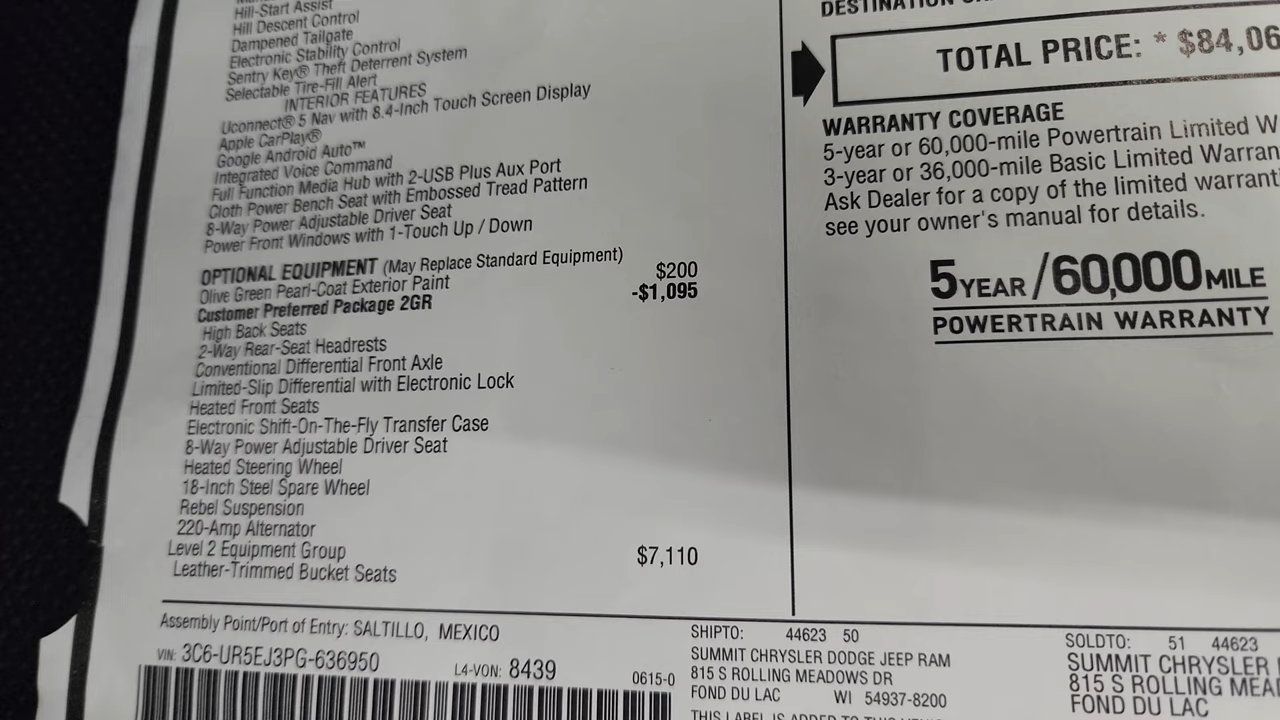 Hill-Start Assist
Hill Descent Control
Dampened Tailgate
Electronic Stability Control
Sentry Key® Theft Deterrent System
Selectable Tire-Fill Alert
INTERIOR FEATURES
Uconnect® 5 Nav with 8.4-Inch Touch Screen Display
Apple CarPlay®
Google Android Auto™
Integrated Voice Command
Full Function Media Hub with 2-USB Plus Aux Port
Cloth Power Bench Seat with Embossed Tread Pattern
8-Way Power Adjustable Driver Seat
Power Front Windows with 1-Touch Up / Down
OPTIONAL EQUIPMENT (May Replace Standard Equipment)
Olive Green Pearl-Coat Exterior Paint $200
Customer Preferred Package 2GR -$1,095
High Back Seats
2-Way Rear-Seat Headrests
Conventional Differential Front Axle
Limited-Slip Differential with Electronic Lock
Heated Front Seats
Electronic Shift-On-The-Fly Transfer Case
8-Way Power Adjustable Driver Seat
Heated Steering Wheel
18-Inch Steel Spare Wheel
Rebel Suspension
220-Amp Alternator
Level 2 Equipment Group $7,110
Leather-Trimmed Bucket Seats
DESTINATION
TOTAL PRICE: * $84,06
WARRANTY COVERAGE
5-year or 60,000-mile Powertrain Limited W
3-year or 36,000-mile Basic Limited Warran
Ask Dealer for a copy of the limited warranti
see your owner's manual for details.
5 YEAR / 60,000 MILE
POWERTRAIN WARRANTY
Assembly Point/Port of Entry: SALTILLO, MEXICO
VIN: 3C6-UR5EJ3PG-636950 L4-VON: 8439 0615-0
SHIPTO: 44623 50
SUMMIT CHRYSLER DODGE JEEP RAM
815 S ROLLING MEADOWS DR
FOND DU LAC WI 54937-8200
THIS LABEL IS ADDED TO THIS
SOLDTO: 51 44623
SUMMIT CHRYSLER
815 S ROLLING MEA
FOND DU LAC